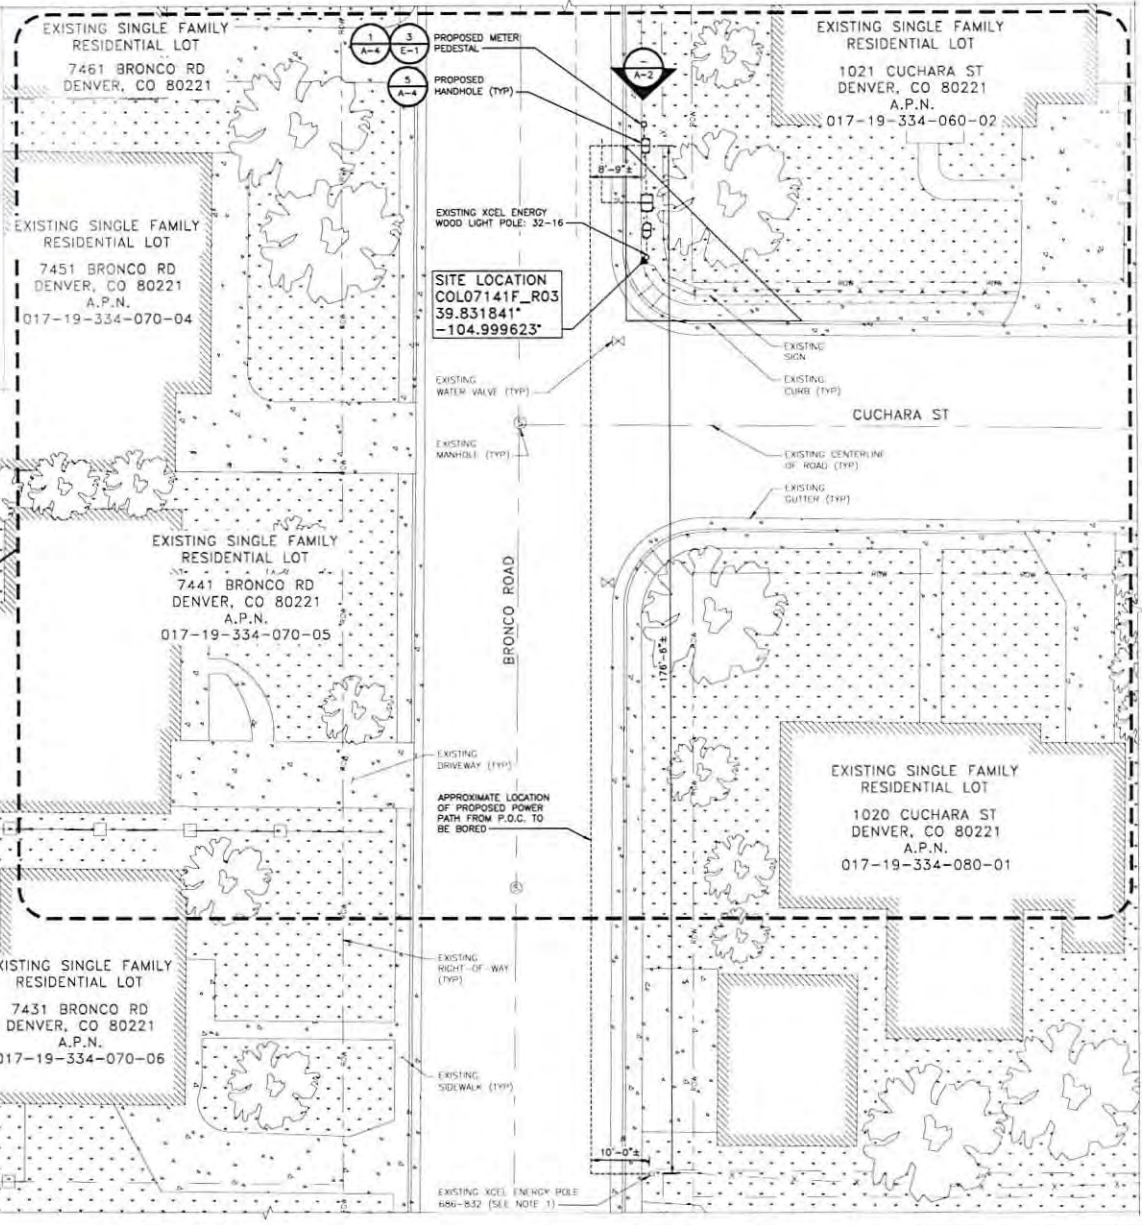 EXISTING SINGLE FAMILY
RESIDENTIAL LOT
7461 BRONCO RD
DENVER, CO 80221
1
A-4
3
E-1
PROPOSED METER
PEDESTAL
5
A-4
PROPOSED
HANDHOLE (TYP)
–
A-2
EXISTING SINGLE FAMILY
RESIDENTIAL LOT
1021 CUCHARA ST
DENVER, CO 80221
A.P.N.
017-19-334-060-02
8'-9"±
EXISTING SINGLE FAMILY
RESIDENTIAL LOT
7451 BRONCO RD
DENVER, CO 80221
A.P.N.
017-19-334-070-04
EXISTING XCEL ENERGY
WOOD LIGHT POLE: 32-16
SITE LOCATION
COL07141F_R03
39.831841°
-104.999623°
ROW
ROW
EXISTING
SIGN
EXISTING
CURB (TYP)
EXISTING
WATER VALVE (TYP)
CUCHARA ST
EXISTING
MANHOLE (TYP)
EXISTING CENTERLINE
OF ROAD (TYP)
EXISTING
GUTTER (TYP)
EXISTING SINGLE FAMILY
RESIDENTIAL LOT
7441 BRONCO RD
DENVER, CO 80221
A.P.N.
017-19-334-070-05
BRONCO ROAD
ROW
ROW
176'-6"±
EXISTING
DRIVEWAY (TYP)
APPROXIMATE LOCATION
OF PROPOSED POWER
PATH FROM P.O.C. TO
BE BORED
EXISTING SINGLE FAMILY
RESIDENTIAL LOT
1020 CUCHARA ST
DENVER, CO 80221
A.P.N.
017-19-334-080-01
ROW
EXISTING
RIGHT-OF-WAY
(TYP)
XISTING SINGLE FAMILY
RESIDENTIAL LOT
7431 BRONCO RD
DENVER, CO 80221
A.P.N.
017-19-334-070-06
EXISTING
SIDEWALK (TYP)
10'-0"±
EXISTING XCEL ENERGY POLE
686-832 (SEE NOTE 1)